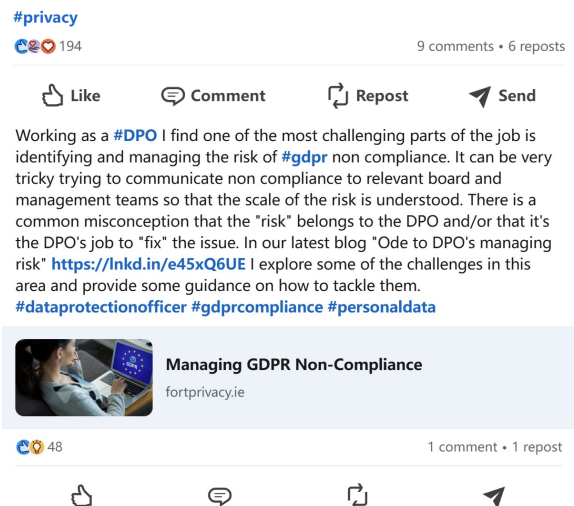 #privacy
194
9 comments • 6 reposts
Like
Comment
Repost
Send
Working as a #DPO I find one of the most challenging parts of the job is
identifying and managing the risk of #gdpr non compliance. It can be very
tricky trying to communicate non compliance to relevant board and
management teams so that the scale of the risk is understood. There is a
common misconception that the "risk" belongs to the DPO and/or that it's
the DPO's job to "fix" the issue. In our latest blog "Ode to DPO's managing
risk" https://lnkd.in/e45xQ6UE I explore some of the challenges in this
area and provide some guidance on how to tackle them.
#dataprotectionofficer #gdprcompliance #personaldata
GDPR
Managing GDPR Non-Compliance
fortprivacy.ie
48
1 comment • 1 repost